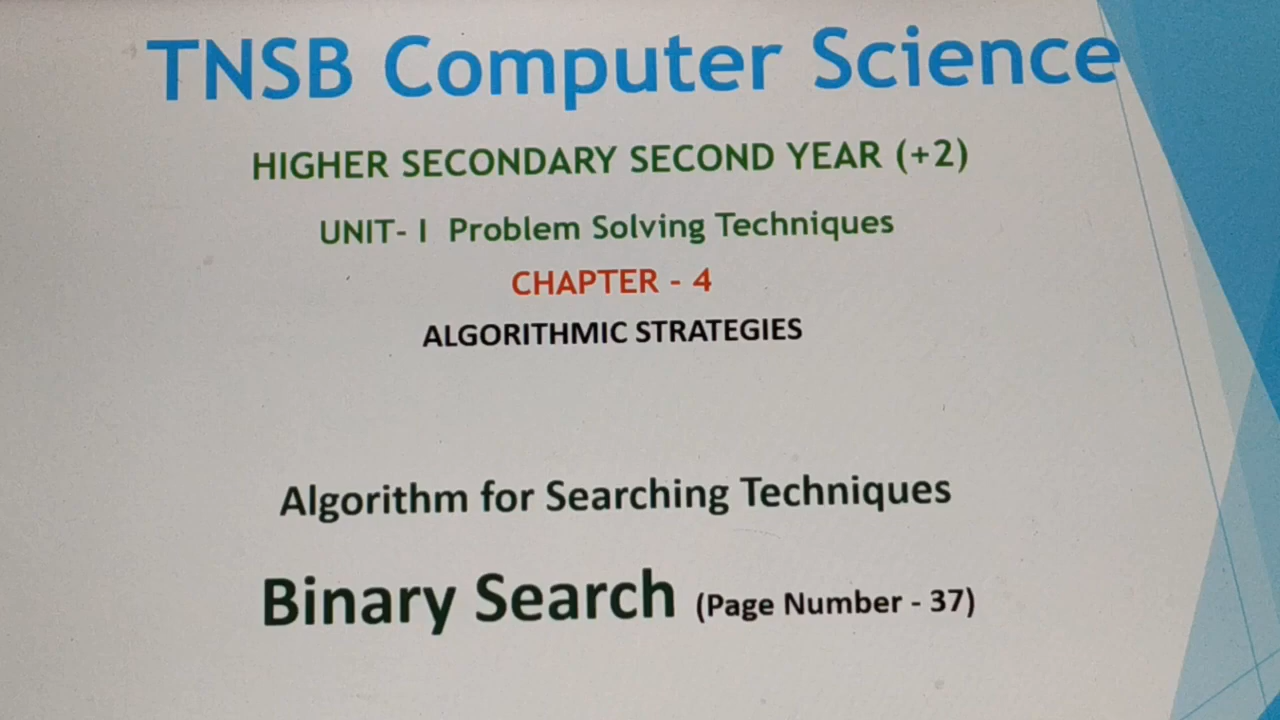 TNSB Computer Science
HIGHER SECONDARY SECOND YEAR (+2)
UNIT- I Problem Solving Techniques
CHAPTER - 4
ALGORITHMIC STRATEGIES
Algorithm for Searching Techniques
Binary Search (Page Number - 37)